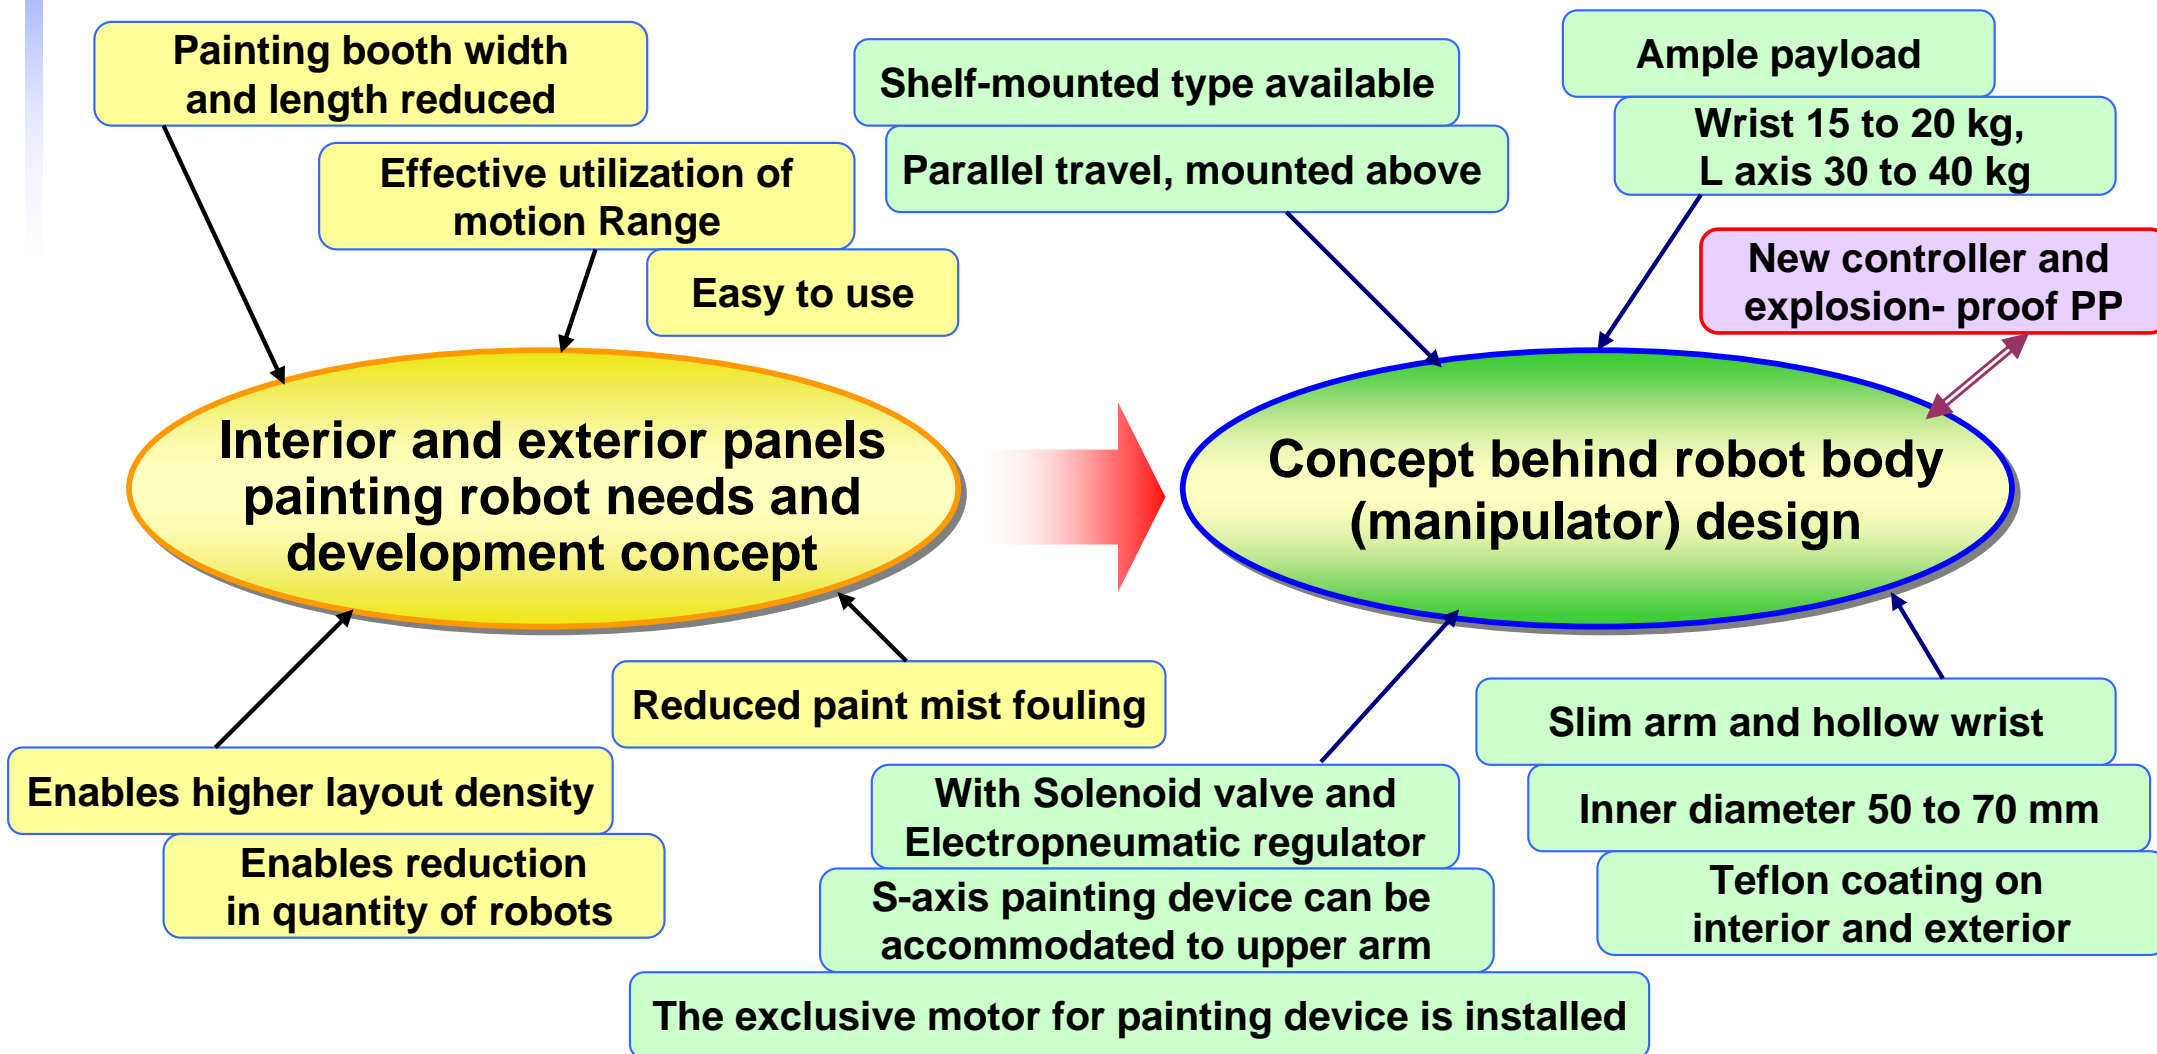 Painting booth width
and length reduced
Effective utilization of
motion Range
Easy to use
Interior and exterior panels
painting robot needs and
development concept
Reduced paint mist fouling
Enables higher layout density
Enables reduction
in quantity of robots
Shelf-mounted type available
Parallel travel, mounted above
Ample payload
Wrist 15 to 20 kg,
L axis 30 to 40 kg
New controller and
explosion- proof PP
Concept behind robot body
(manipulator) design
With Solenoid valve and
Electropneumatic regulator
S-axis painting device can be
accommodated to upper arm
The exclusive motor for painting device is installed
Slim arm and hollow wrist
Inner diameter 50 to 70 mm
Teflon coating on
interior and exterior